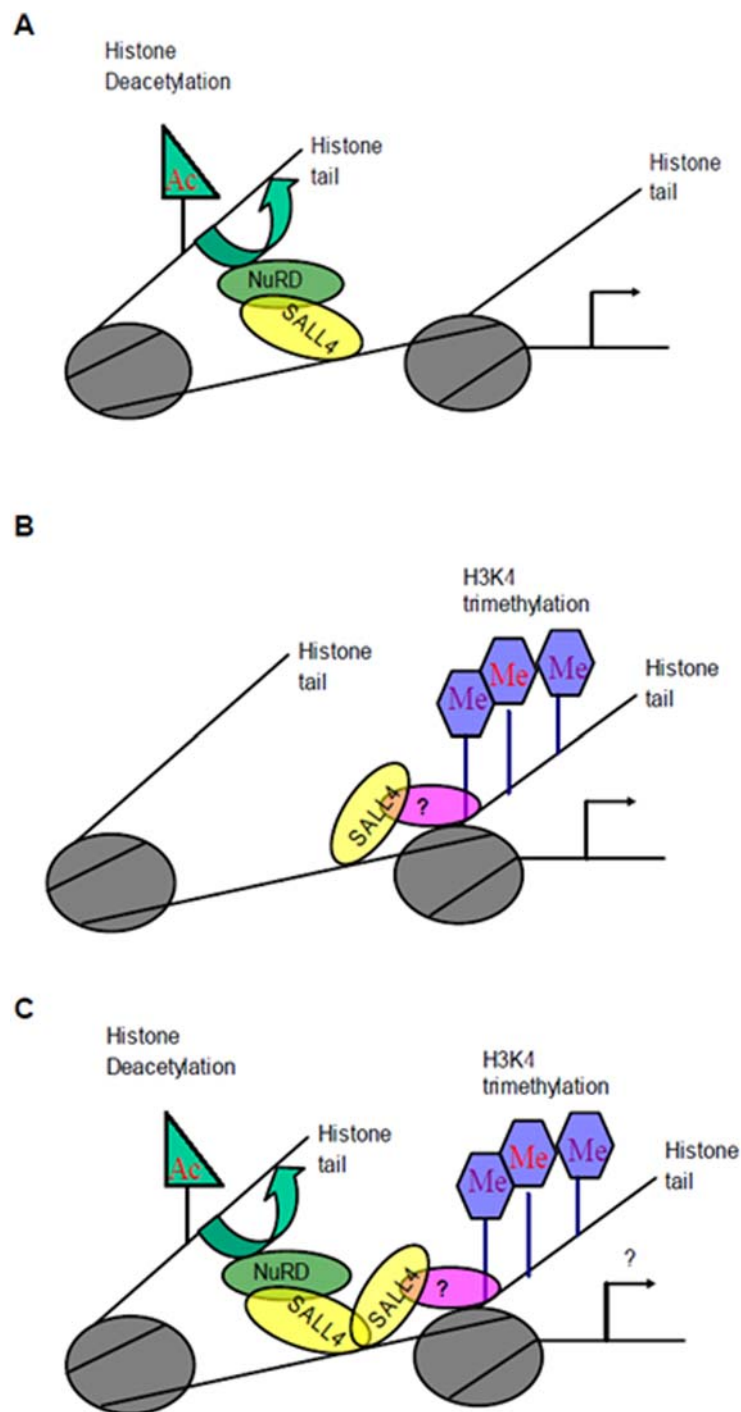 A
Histone
Deacetylation
Ac
Histone
tail
Histone
tail
NuRD
SALL4
B
H3K4
trimethylation
Histone
tail
Me Me Me
Histone
tail
SALL4 ?
C
Histone
Deacetylation
H3K4
trimethylation
Ac
Histone
tail
Me Me Me
Histone
tail
?
NuRD
SALL4 SALL4 ?